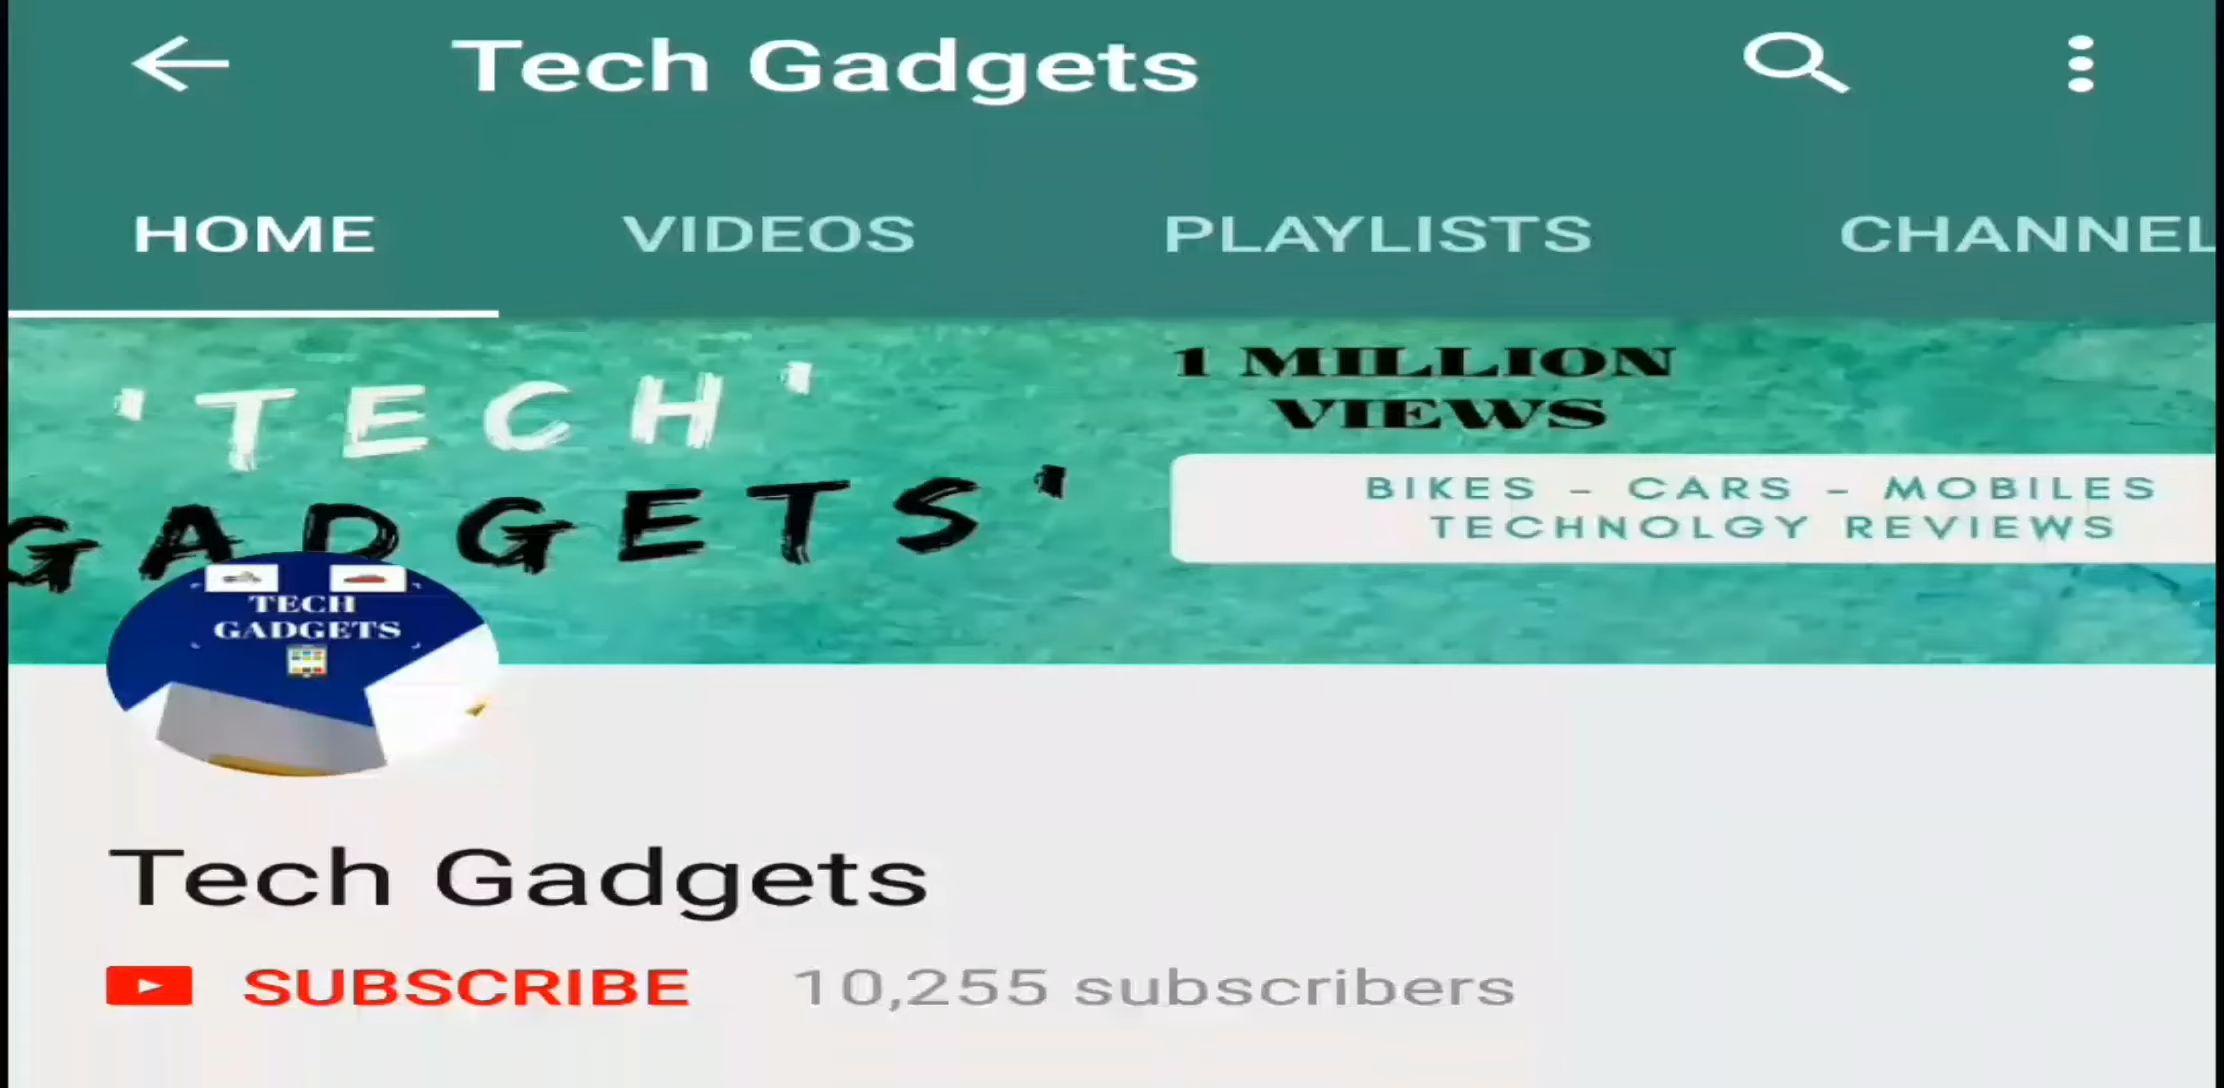 Tech Gadgets
HOME VIDEOS PLAYLISTS CHANNEL
'TECH'
GADGETS'
1 MILLION
VIEWS
BIKES - CARS - MOBILES
TECHNOLGY REVIEWS
TECH
GADGETS
Tech Gadgets
SUBSCRIBE 10,255 subscribers